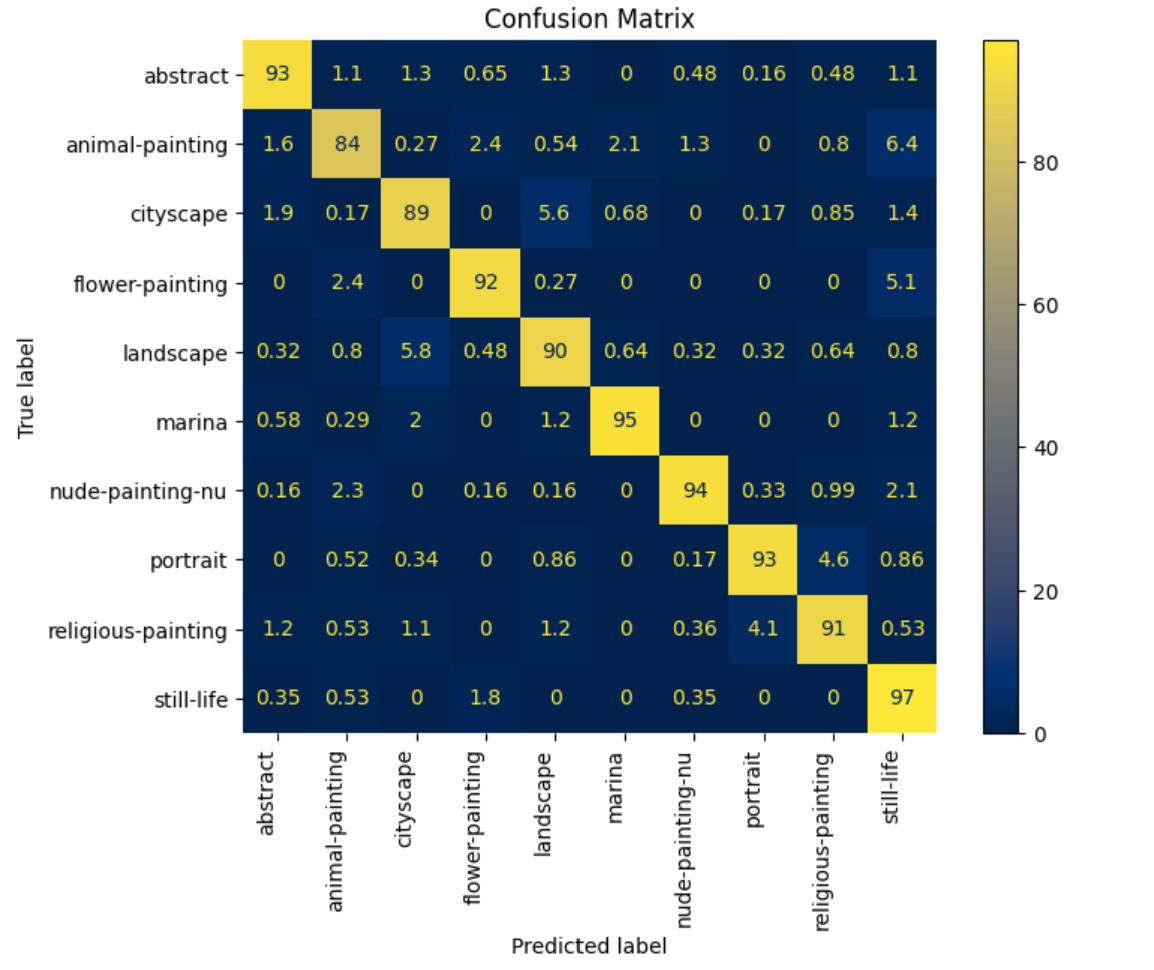 Confusion Matrix
abstract 93 1.1 1.3 0.65 1.3 0 0.48 0.16 0.48 1.1
animal-painting 1.6 84 0.27 2.4 0.54 2.1 1.3 0 0.8 6.4
cityscape 1.9 0.17 89 0 5.6 0.68 0 0.17 0.85 1.4
flower-painting 0 2.4 0 92 0.27 0 0 0 0 5.1
landscape 0.32 0.8 5.8 0.48 90 0.64 0.32 0.32 0.64 0.8
marina 0.58 0.29 2 0 1.2 95 0 0 0 1.2
nude-painting-nu 0.16 2.3 0 0.16 0.16 0 94 0.33 0.99 2.1
portrait 0 0.52 0.34 0 0.86 0 0.17 93 4.6 0.86
religious-painting 1.2 0.53 1.1 0 1.2 0 0.36 4.1 91 0.53
still-life 0.35 0.53 0 1.8 0 0 0.35 0 0 97
True label
abstract
animal-painting
cityscape
flower-painting
landscape
marina
nude-painting-nu
portrait
religious-painting
still-life
Predicted label
80
60
40
20
0